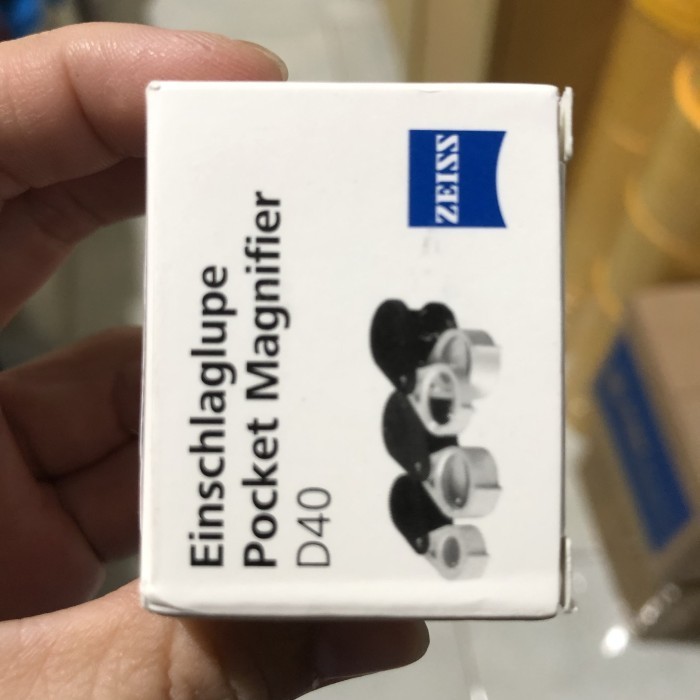 ZEISS
Einschlaglupe
Pocket Magnifier
D40